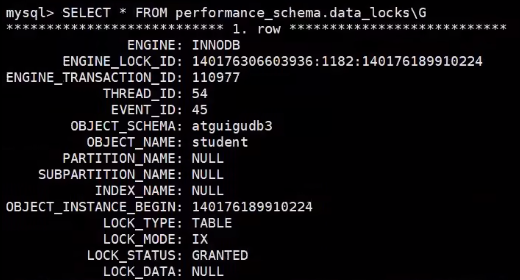 mysql> SELECT * FROM performance_schema.data_locks\G
*************************** 1. row ***************************
ENGINE: INNODB
ENGINE_LOCK_ID: 140176306603936:1182:140176189910224
ENGINE_TRANSACTION_ID: 110977
THREAD_ID: 54
EVENT_ID: 45
OBJECT_SCHEMA: atguigudb3
OBJECT_NAME: student
PARTITION_NAME: NULL
SUBPARTITION_NAME: NULL
INDEX_NAME: NULL
OBJECT_INSTANCE_BEGIN: 140176189910224
LOCK_TYPE: TABLE
LOCK_MODE: IX
LOCK_STATUS: GRANTED
LOCK_DATA: NULL